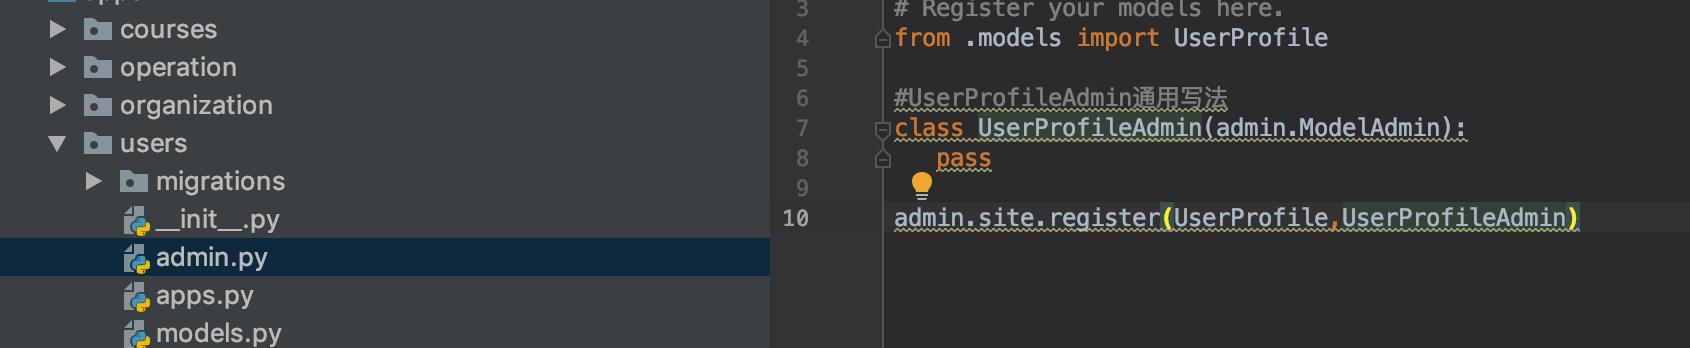 courses
operation
organization
users
migrations
__init__.py
admin.py
apps.py
models.py
3 # Register your models here.
4 from .models import UserProfile
5
6 #UserProfileAdmin通用写法
7 class UserProfileAdmin(admin.ModelAdmin):
8 pass
9
10 admin.site.register(UserProfile,UserProfileAdmin)